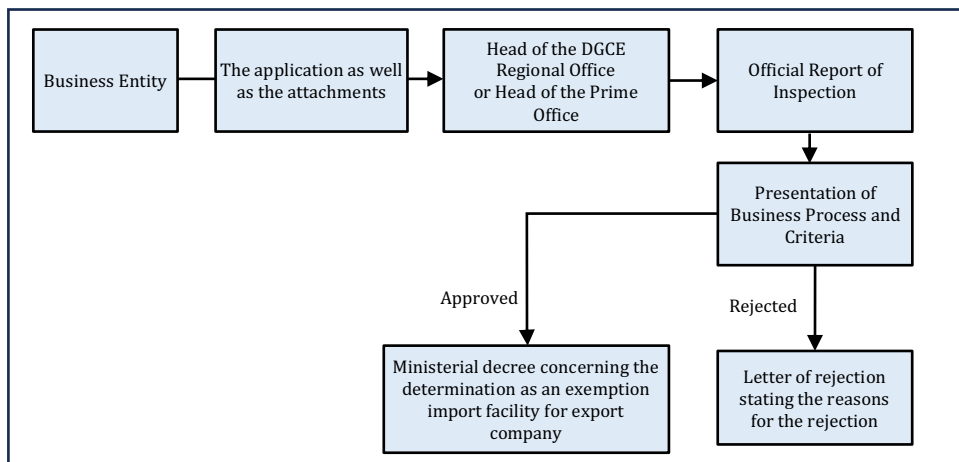 Business Entity
The application as well
as the attachments
Head of the DGCE
Regional Office
or Head of the Prime
Office
Official Report of
Inspection
Presentation of
Business Process and
Criteria
Approved
Rejected
Ministerial decree concerning the
determination as an exemption
import facility for export
company
Letter of rejection
stating the reasons
for the rejection